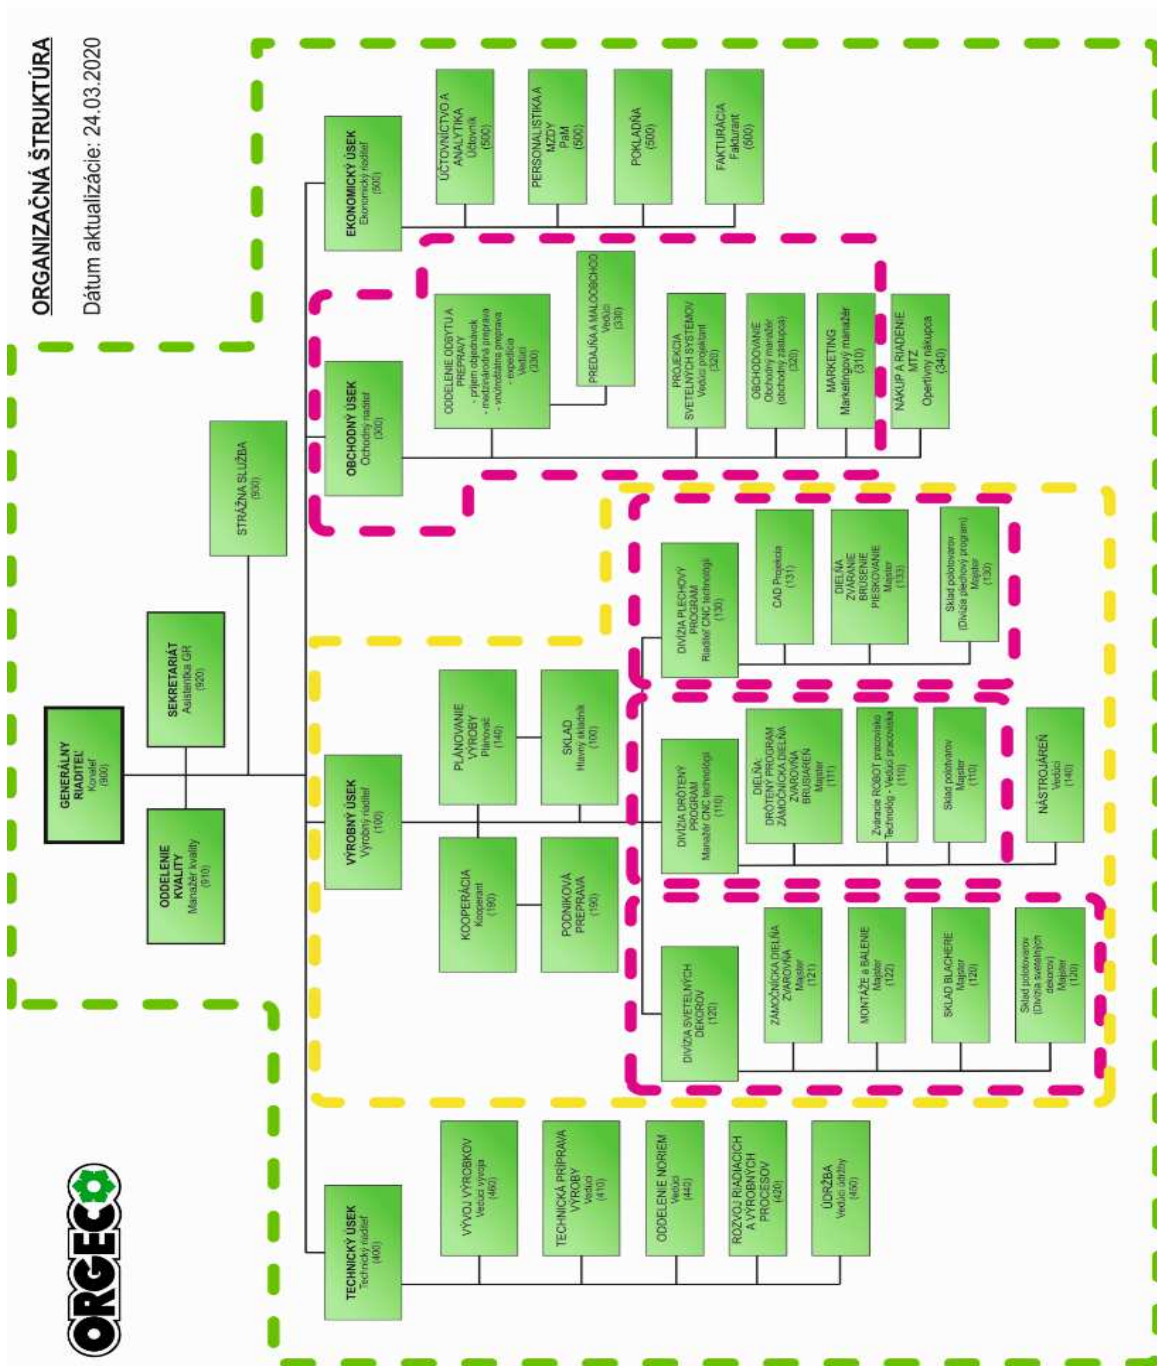 ORGECO
ORGANIZAČNÁ ŠTRUKTÚRA
Dátum aktualizácie: 24.03.2020
GENERÁLNY
RIADITEĽ
Konateľ
(900)
ODDELENIE
KVALITY
Manažér kvality
(910)
SEKRETARIÁT
Asistentka GR
(920)
STRÁŽNA SLUŽBA
(930)
TECHNICKÝ ÚSEK
Technický riaditeľ
(400)
VÝVOJ VÝROBKOV
Vedúci vývoja
(460)
TECHNICKÁ PRÍPRAVA
VÝROBY
Vedúci
(410)
ODDELENIE NORIEM
Vedúci
(440)
ROZVOJ RIADIACICH
A VÝROBNÝCH
PROCESOV
(420)
ÚDRŽBA
Vedúci údržby
(450)
VÝROBNÝ ÚSEK
Výrobný riaditeľ
(100)
KOOPERÁCIA
Kooperant
(190)
PLÁNOVANIE
VÝROBY
Plánovač
(140)
PODNIKOVÁ
PREPRAVA
(190)
SKLAD
Hlavný skladník
(100)
DIVÍZIA SVETELNÝCH
DEKOROV
(120)
ZÁMOČNÍCKA DIELŇA
ZVAROVŇA
Majster
(121)
MONTÁŽE a BALENIE
Majster
(122)
SKLAD BLACHERE
Majster
(120)
Sklad polotovarov
(Divízia svetelných
dekorov)
Majster
(120)
DIVÍZIA DRÔTENÝ
PROGRAM
Manažér CNC technológií
(110)
DIELŇA:
DRÔTENÝ PROGRAM
ZÁMOČNÍCKA DIELŇA
ZVAROVŇA
BRUSIAREŇ
Majster
(111)
Zváracie ROBOT pracovisko
Technológ - Vedúci pracoviska
(110)
Sklad polotovarov
Majster
(110)
NÁSTROJÁREŇ
Vedúci
(140)
DIVÍZIA PLECHOVÝ
PROGRAM
Riaditeľ CNC technológií
(130)
CAD Projekcia
(131)
DIELŇA
ZVÁRANIE
BRÚSENIE
PIESKOVANIE
Majster
(133)
Sklad polotovarov
(Divízia plechový program)
Majster
(130)
OBCHODNÝ ÚSEK
Ochodný riaditeľ
(300)
ODDELENIE ODBYTU A
PREPRAVY
- príjem objednávok
- medzinárodná preprava
- vnútroštátna preprava
- expedícia
Vedúci
(330)
PREDAJŇA A MALOOBCHOD
Vedúci
(330)
PROJEKCIA
SVETELNÝCH SYSTÉMOV
Vedúci projektant
(320)
OBCHODOVANIE
Obchodný manažér
(obchodný zástupca)
(320)
MARKETING
Marketingový manažér
(310)
NÁKUP A RIADENIE
MTZ
Opertívny nákupca
(340)
EKONOMICKÝ ÚSEK
Ekonomický riaditeľ
(500)
ÚČTOVNÍCTVO A
ANALYTIKA
Účtovník
(500)
PERSONALISTIKA A
MZDY
PaM
(500)
POKLADŇA
(509)
FAKTURÁCIA
Fakturant
(500)